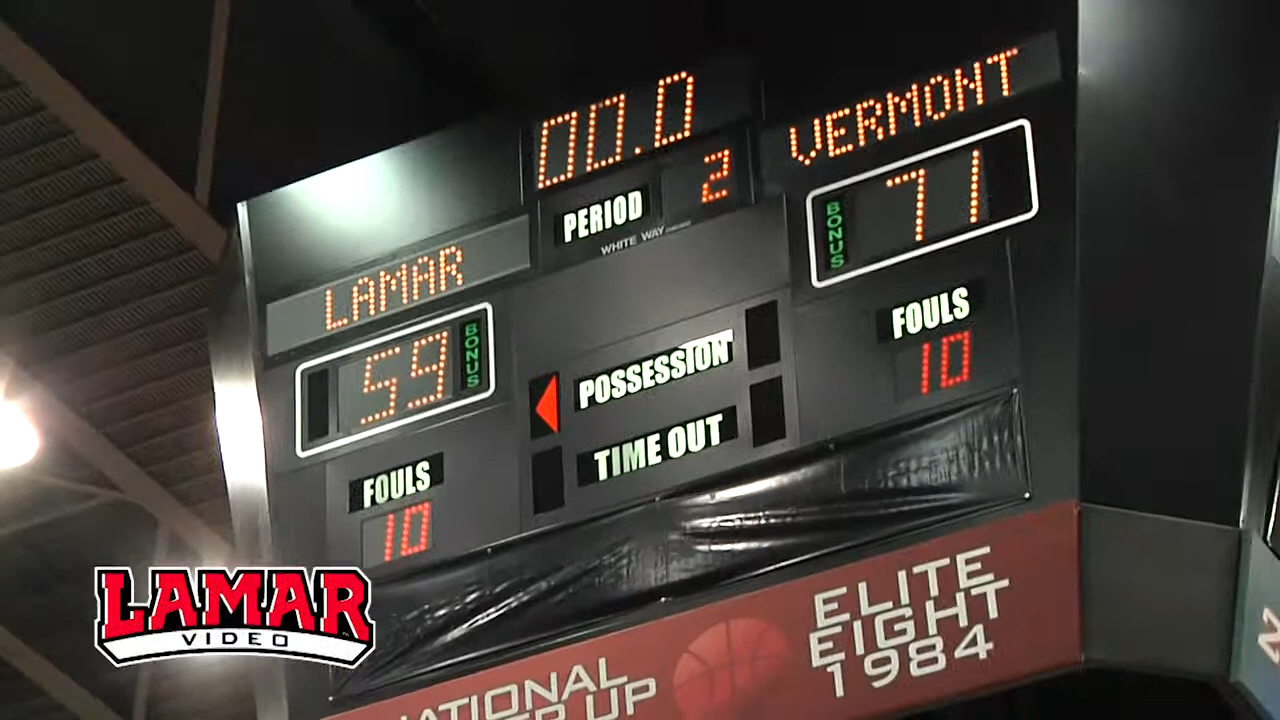 00.0
VERMONT
PERIOD 2
BONUS 71
WHITE WAY
LAMAR
59 BONUS
FOULS
10
POSSESSION
TIME OUT
FOULS
10
LAMAR
VIDEO
ELITE
EIGHT
1984
UP